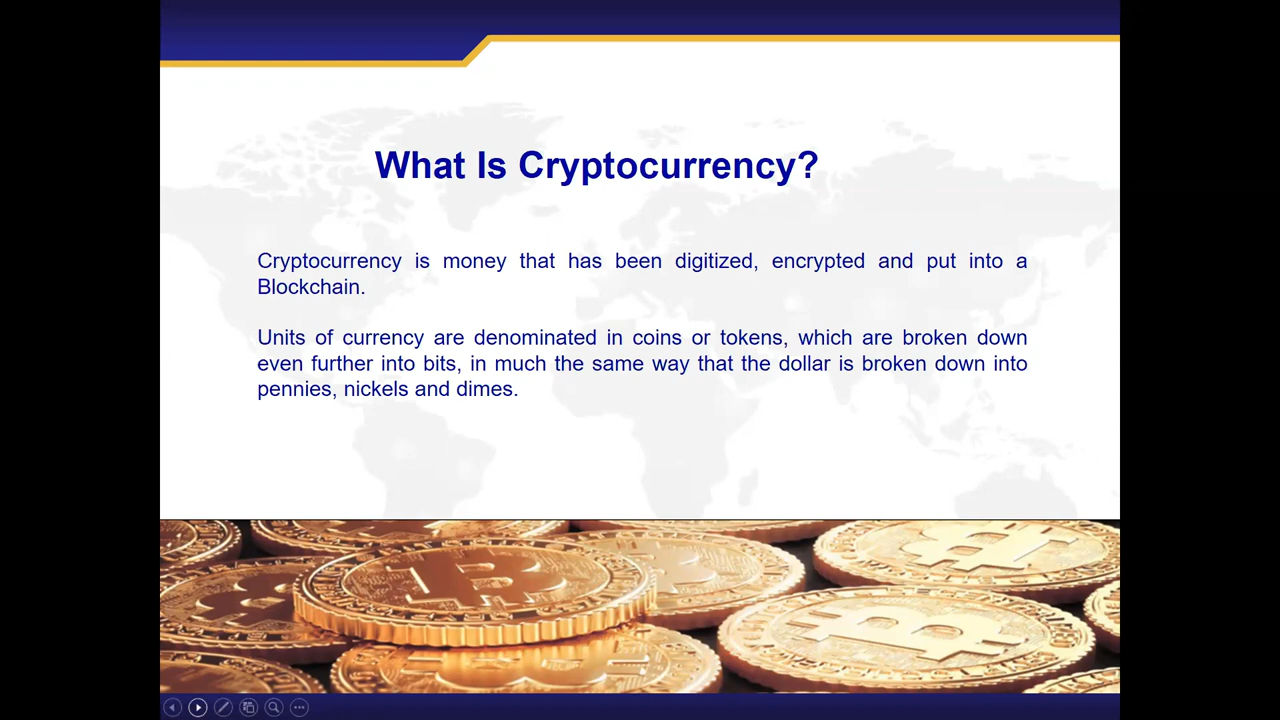 What Is Cryptocurrency?
Cryptocurrency is money that has been digitized, encrypted and put into a
Blockchain.
Units of currency are denominated in coins or tokens, which are broken down
even further into bits, in much the same way that the dollar is broken down into
pennies, nickels and dimes.